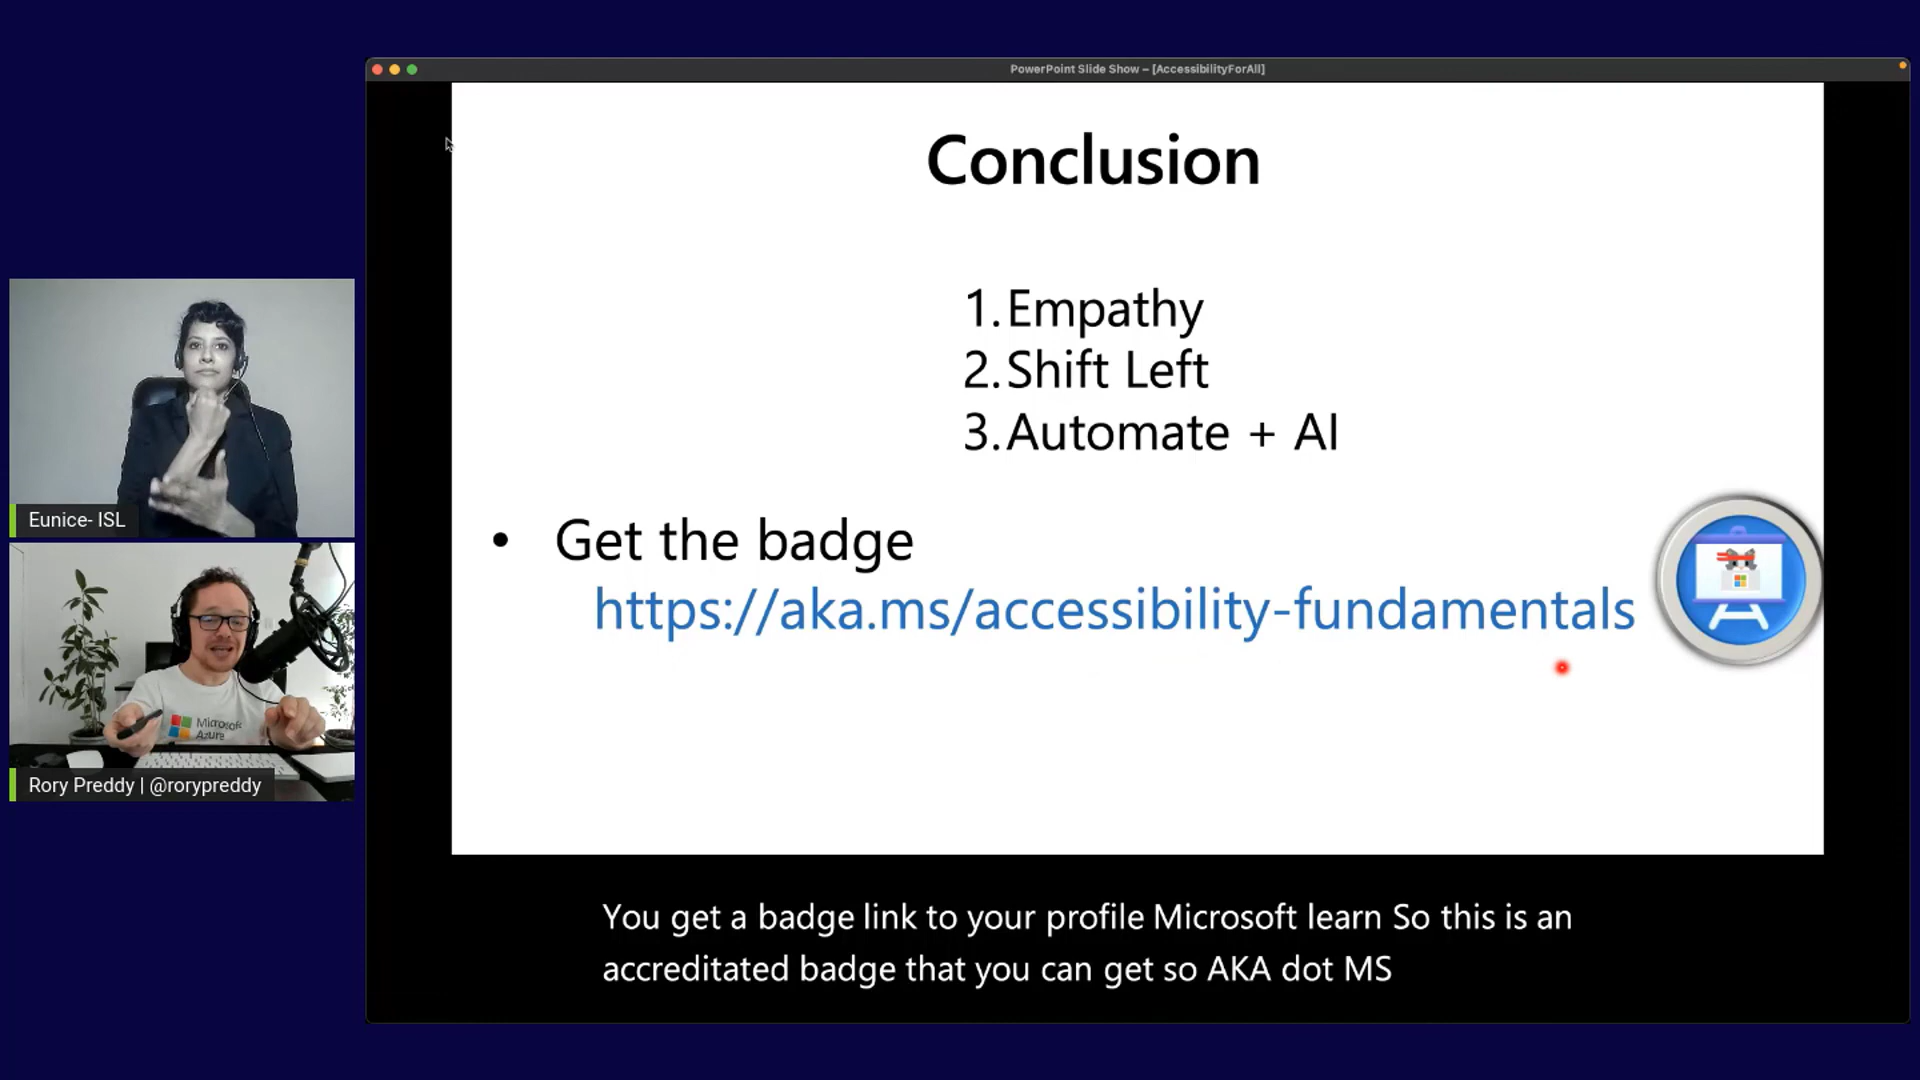 PowerPoint Slide Show – [AccessibilityForAll]
Conclusion
1. Empathy
2. Shift Left
3. Automate + AI
• Get the badge
https://aka.ms/accessibility-fundamentals
Eunice- ISL
Microsoft
Azure
Rory Preddy | @rorypreddy
You get a badge link to your profile Microsoft learn So this is an
accreditated badge that you can get so AKA dot MS